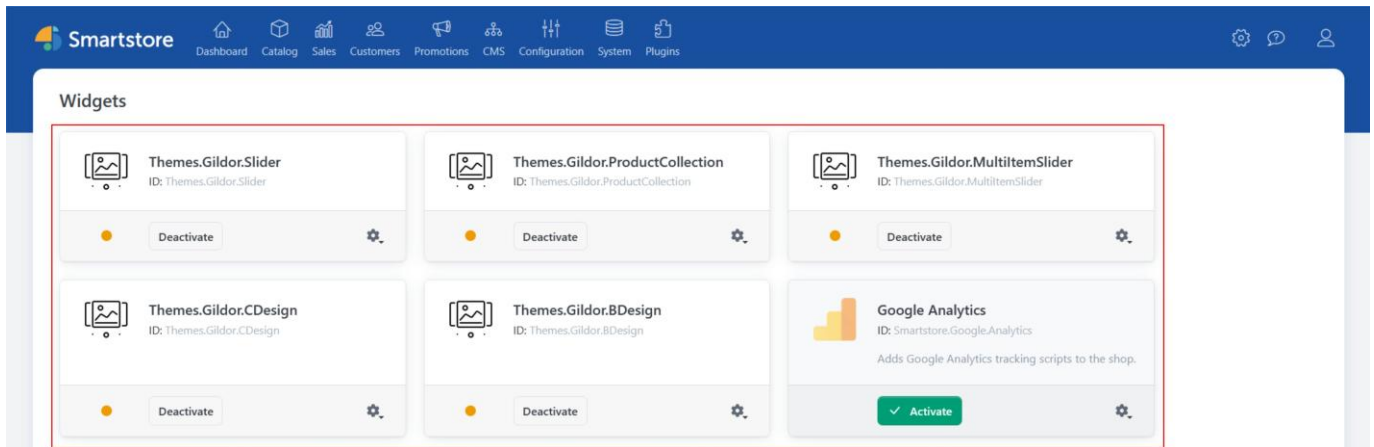 Smartstore
Dashboard Catalog Sales Customers Promotions CMS Configuration System Plugins
Widgets
Themes.Gildor.Slider
ID: Themes.Gildor.Slider
Deactivate
Themes.Gildor.ProductCollection
ID: Themes.Gildor.ProductCollection
Deactivate
Themes.Gildor.MultiItemSlider
ID: Themes.Gildor.MultiItemSlider
Deactivate
Themes.Gildor.CDesign
ID: Themes.Gildor.CDesign
Deactivate
Themes.Gildor.BDesign
ID: Themes.Gildor.BDesign
Deactivate
Google Analytics
ID: Smartstore.Google.Analytics
Adds Google Analytics tracking scripts to the shop.
Activate